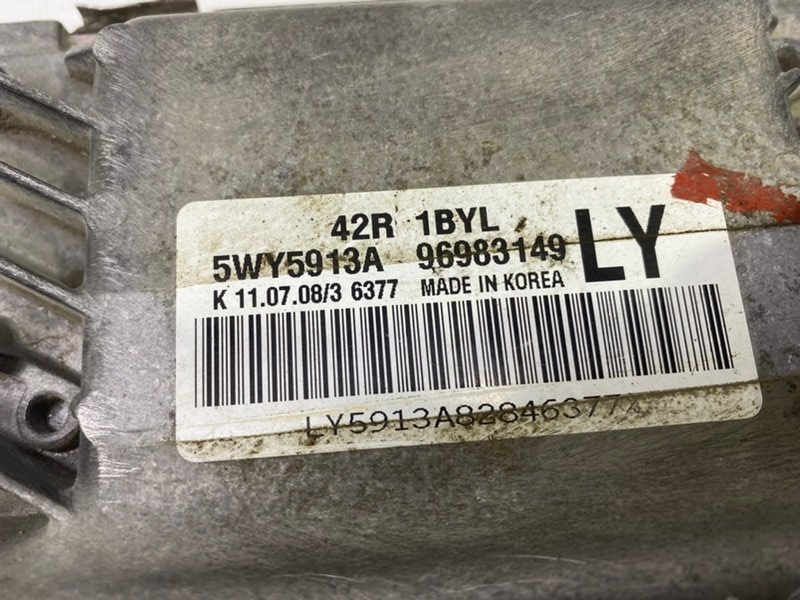 42R 1BYL
5WY5913A 96983149 LY
K 11.07.08/3 6377 MADE IN KOREA
LY5913A82846377%